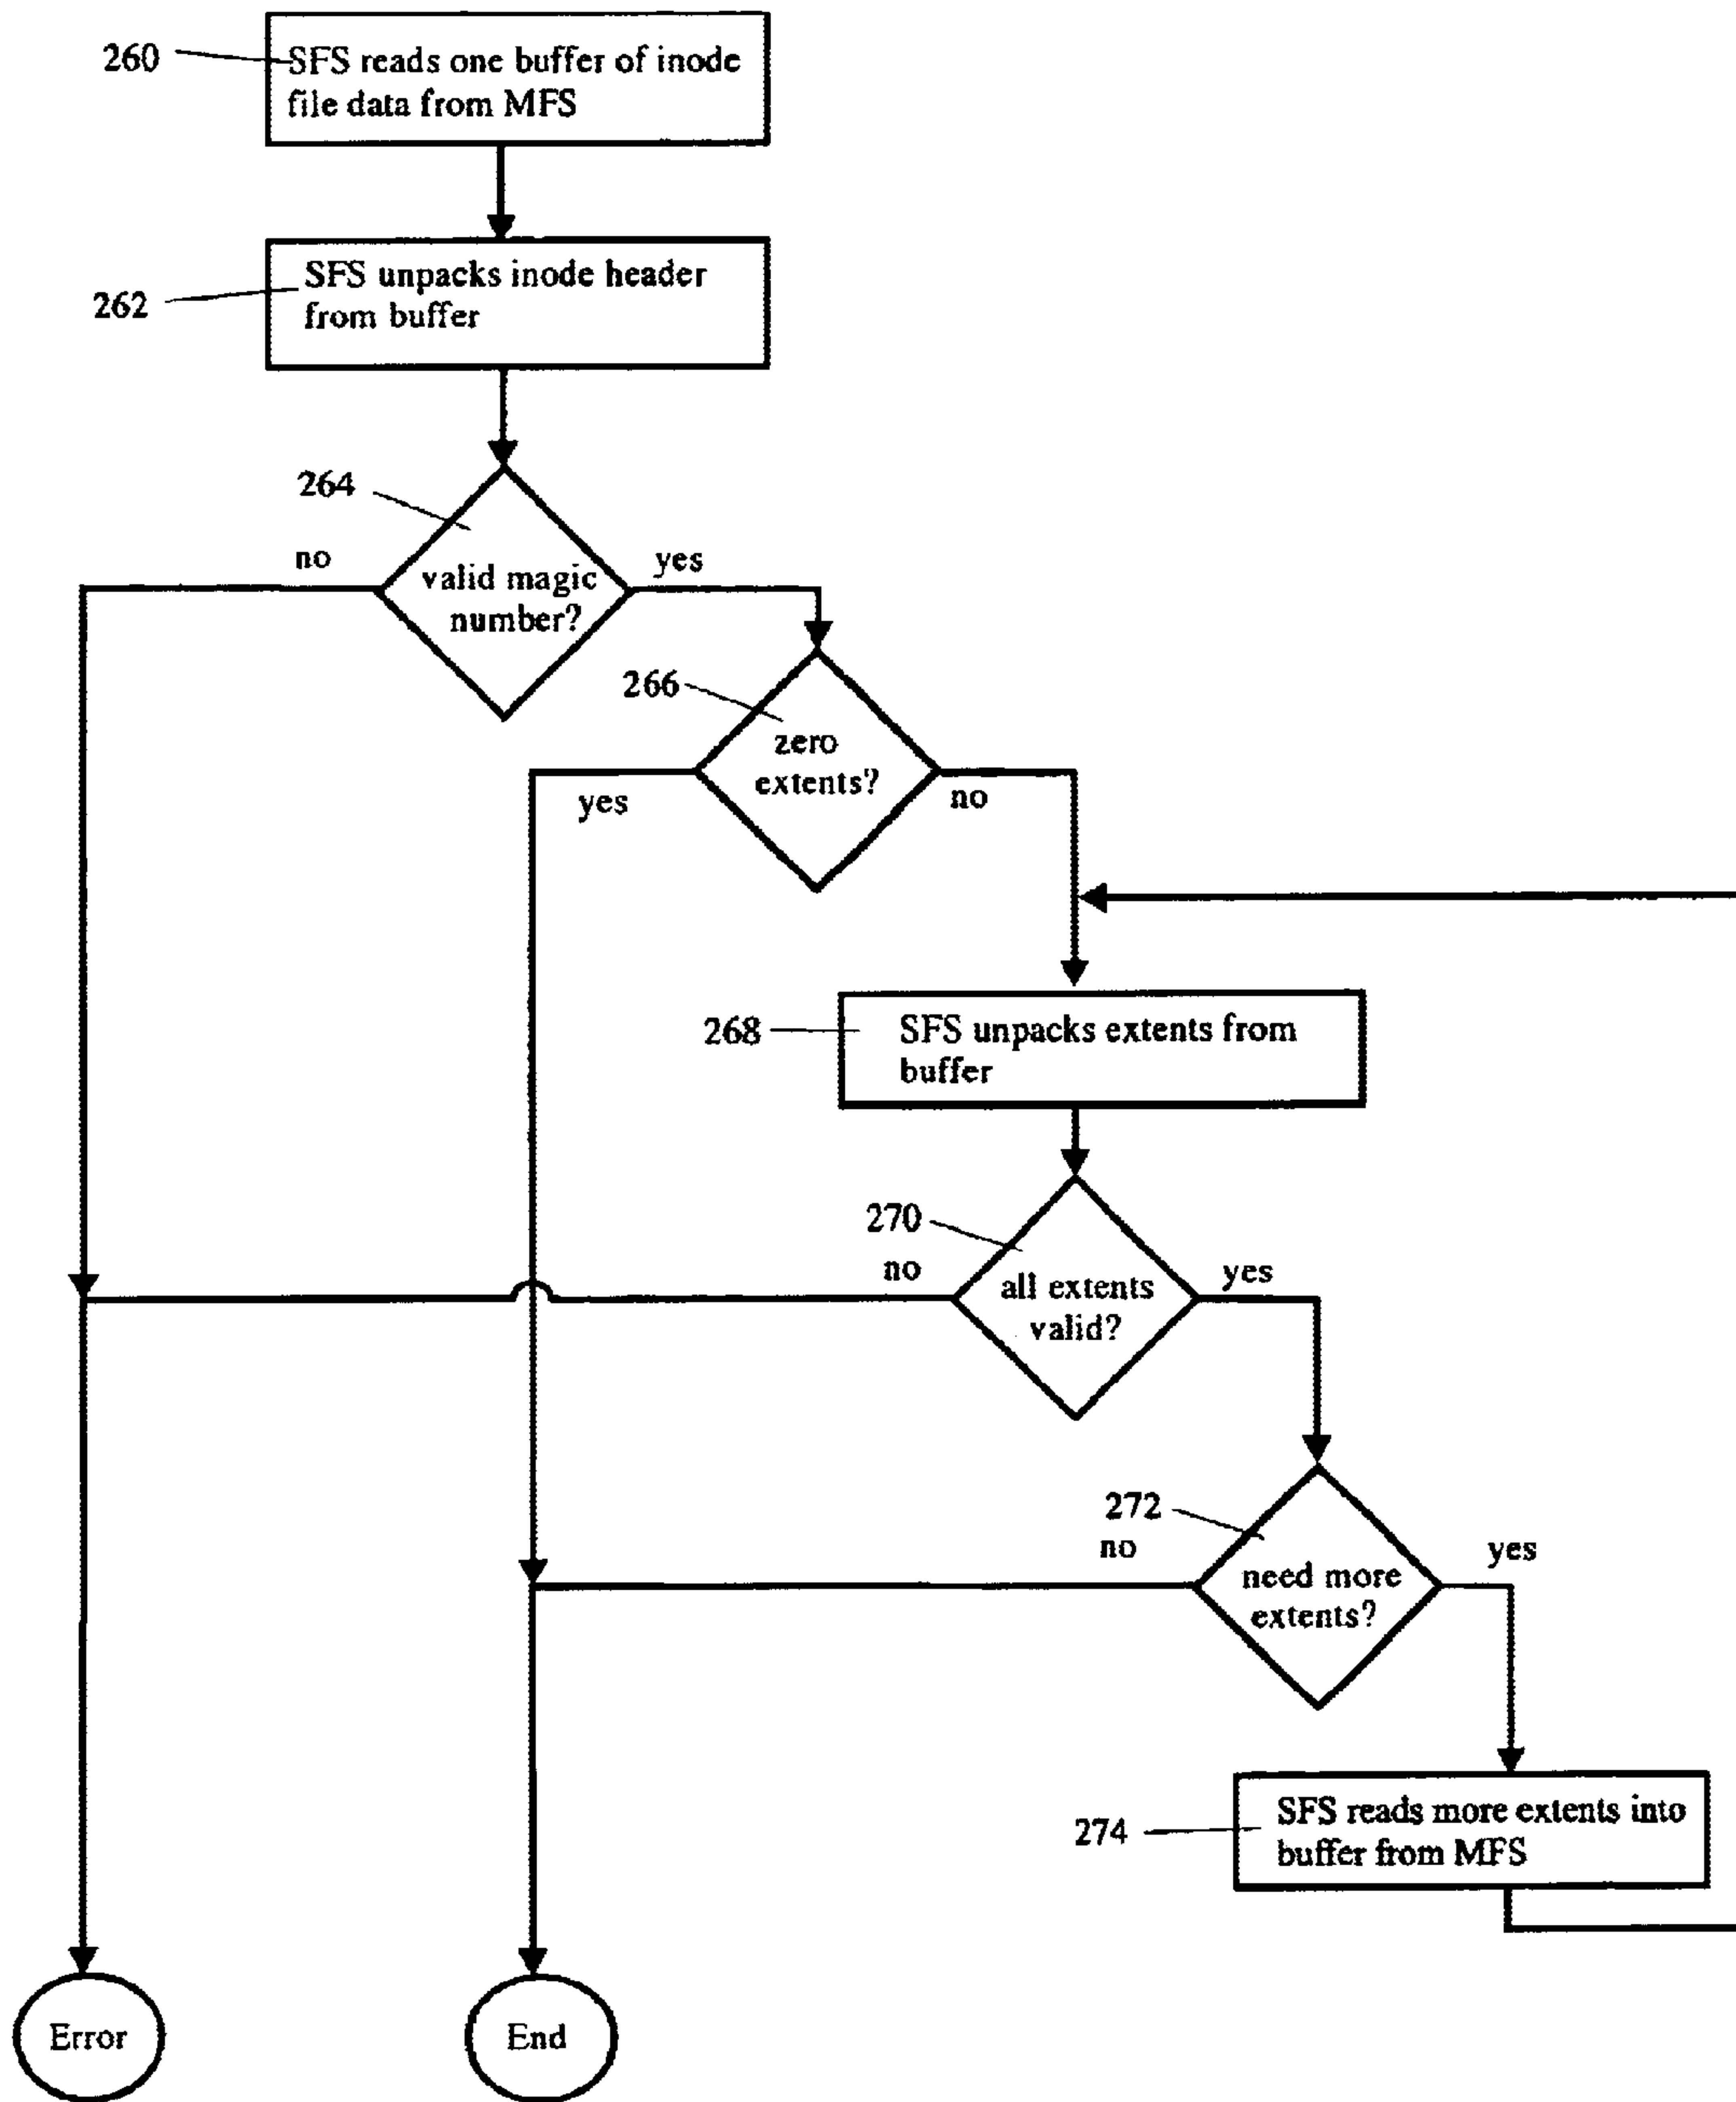 260
SFS reads one buffer of inode
file data from MFS
262
SFS unpacks inode header
from buffer
264
no
yes
valid magic
number?
266
zero
extents?
yes
no
268
SFS unpacks extents from
buffer
270
no
yes
all extents
valid?
272
no
yes
need more
extents?
274
SFS reads more extents into
buffer from MFS
Error
End